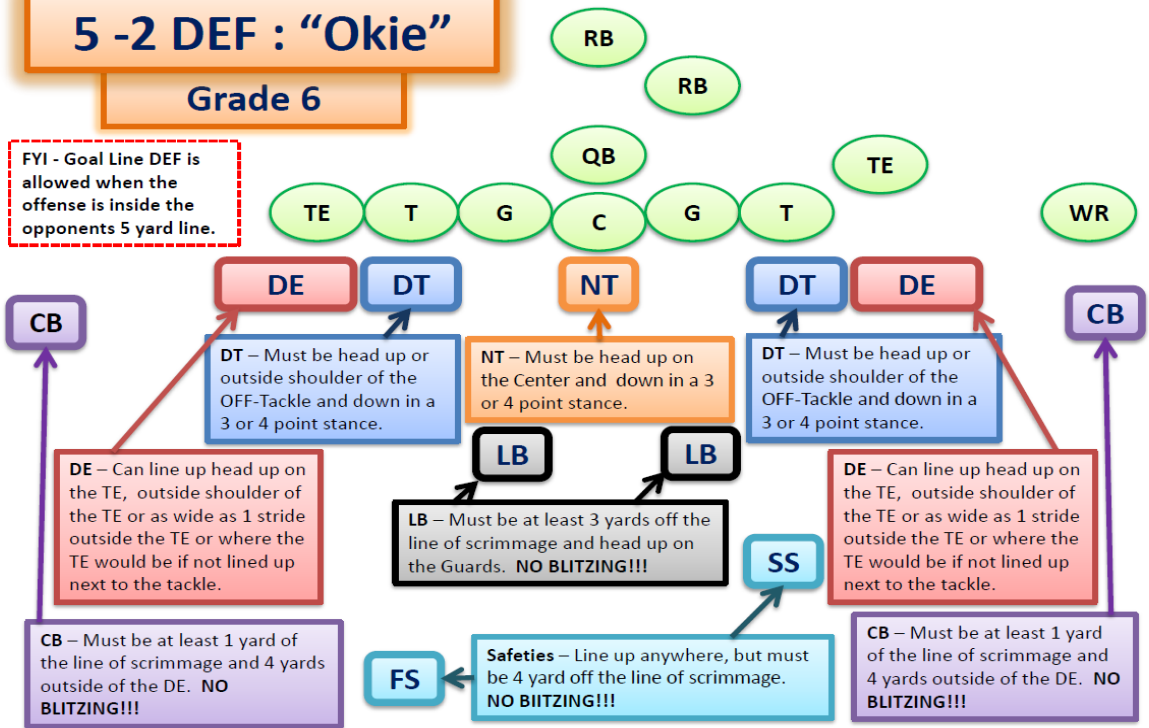 5 -2 DEF : “Okie”
Grade 6
FYI - Goal Line DEF is
allowed when the
offense is inside the
opponents 5 yard line.
RB
RB
QB
TE
TE
T
G
C
G
T
WR
DE
DT
NT
DT
DE
CB
CB
DT – Must be head up or
outside shoulder of the
OFF-Tackle and down in a
3 or 4 point stance.
NT – Must be head up on
the Center and down in a 3
or 4 point stance.
DT – Must be head up or
outside shoulder of the
OFF-Tackle and down in a
3 or 4 point stance.
LB
LB
DE – Can line up head up on
the TE, outside shoulder of
the TE or as wide as 1 stride
outside the TE or where the
TE would be if not lined up
next to the tackle.
LB – Must be at least 3 yards off the
line of scrimmage and head up on
the Guards. NO BLITZING!!!
DE – Can line up head up on
the TE, outside shoulder of
the TE or as wide as 1 stride
outside the TE or where the
TE would be if not lined up
next to the tackle.
SS
CB – Must be at least 1 yard of
the line of scrimmage and 4 yards
outside of the DE. NO
BLITZING!!!
FS
Safeties – Line up anywhere, but must
be 4 yard off the line of scrimmage.
NO BIITZING!!!
CB – Must be at least 1 yard
of the line of scrimmage and
4 yards outside of the DE. NO
BLITZING!!!